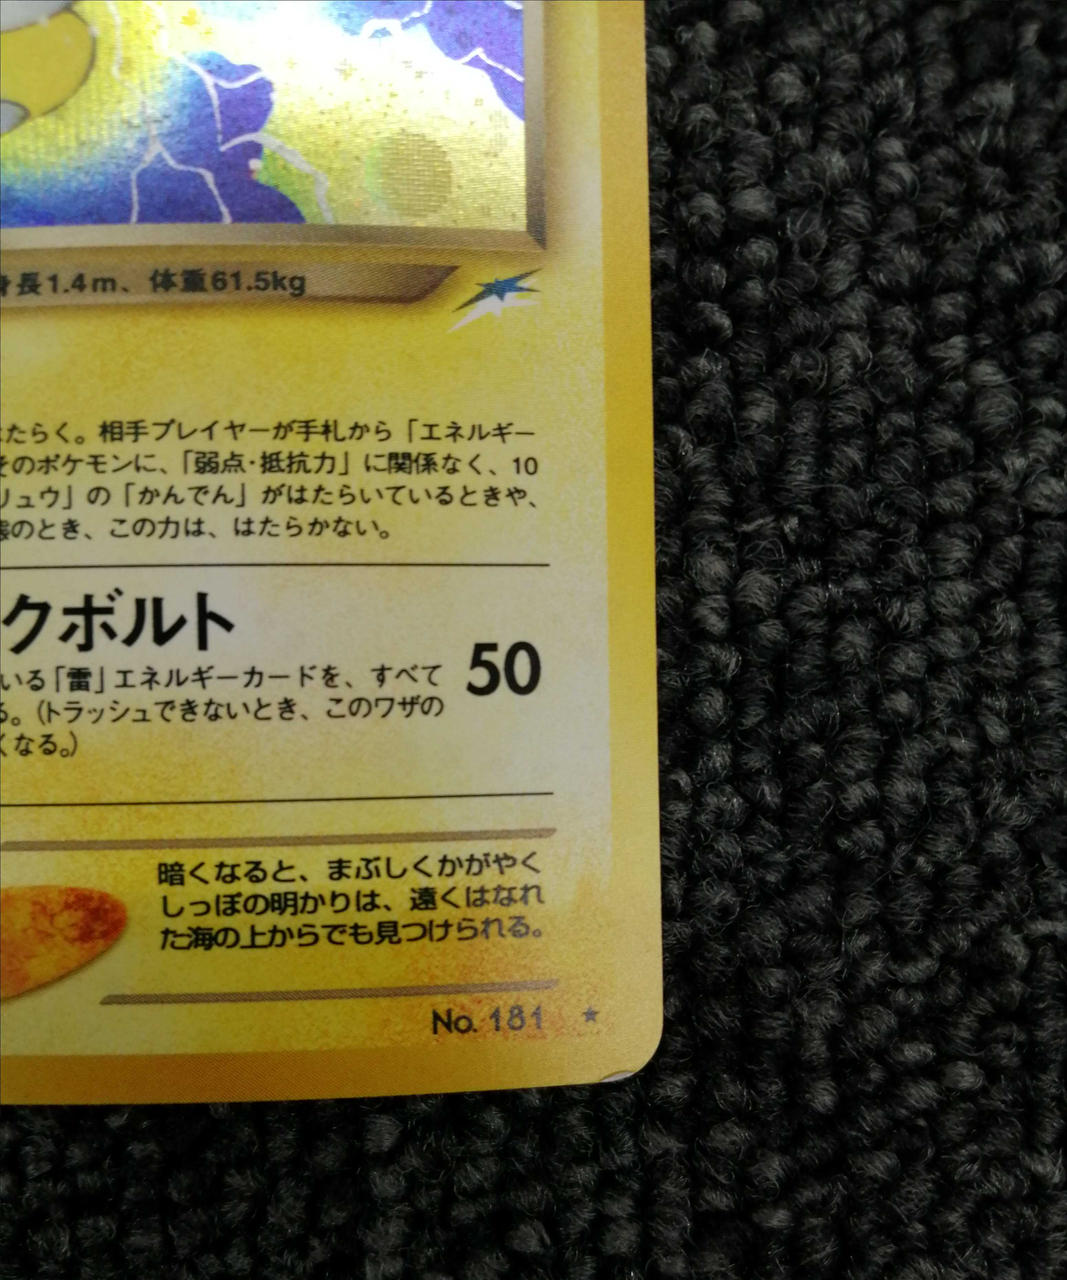 身長1.4m、体重61.5kg
はたらく。相手プレイヤーが手札から「エネルギー
そのポケモンに、「弱点・抵抗力」に関係なく、10
リュウ」の「かんでん」がはたらいているときや、
態のとき、この力は、はたらかない。
クボルト
50
いる「雷」エネルギーカードを、すべて
る。(トラッシュできないとき、このワザの
くなる。)
暗くなると、まぶしくかがやく
しっぽの明かりは、遠くはなれ
た海の上からでも見つけられる。
No. 181 ★